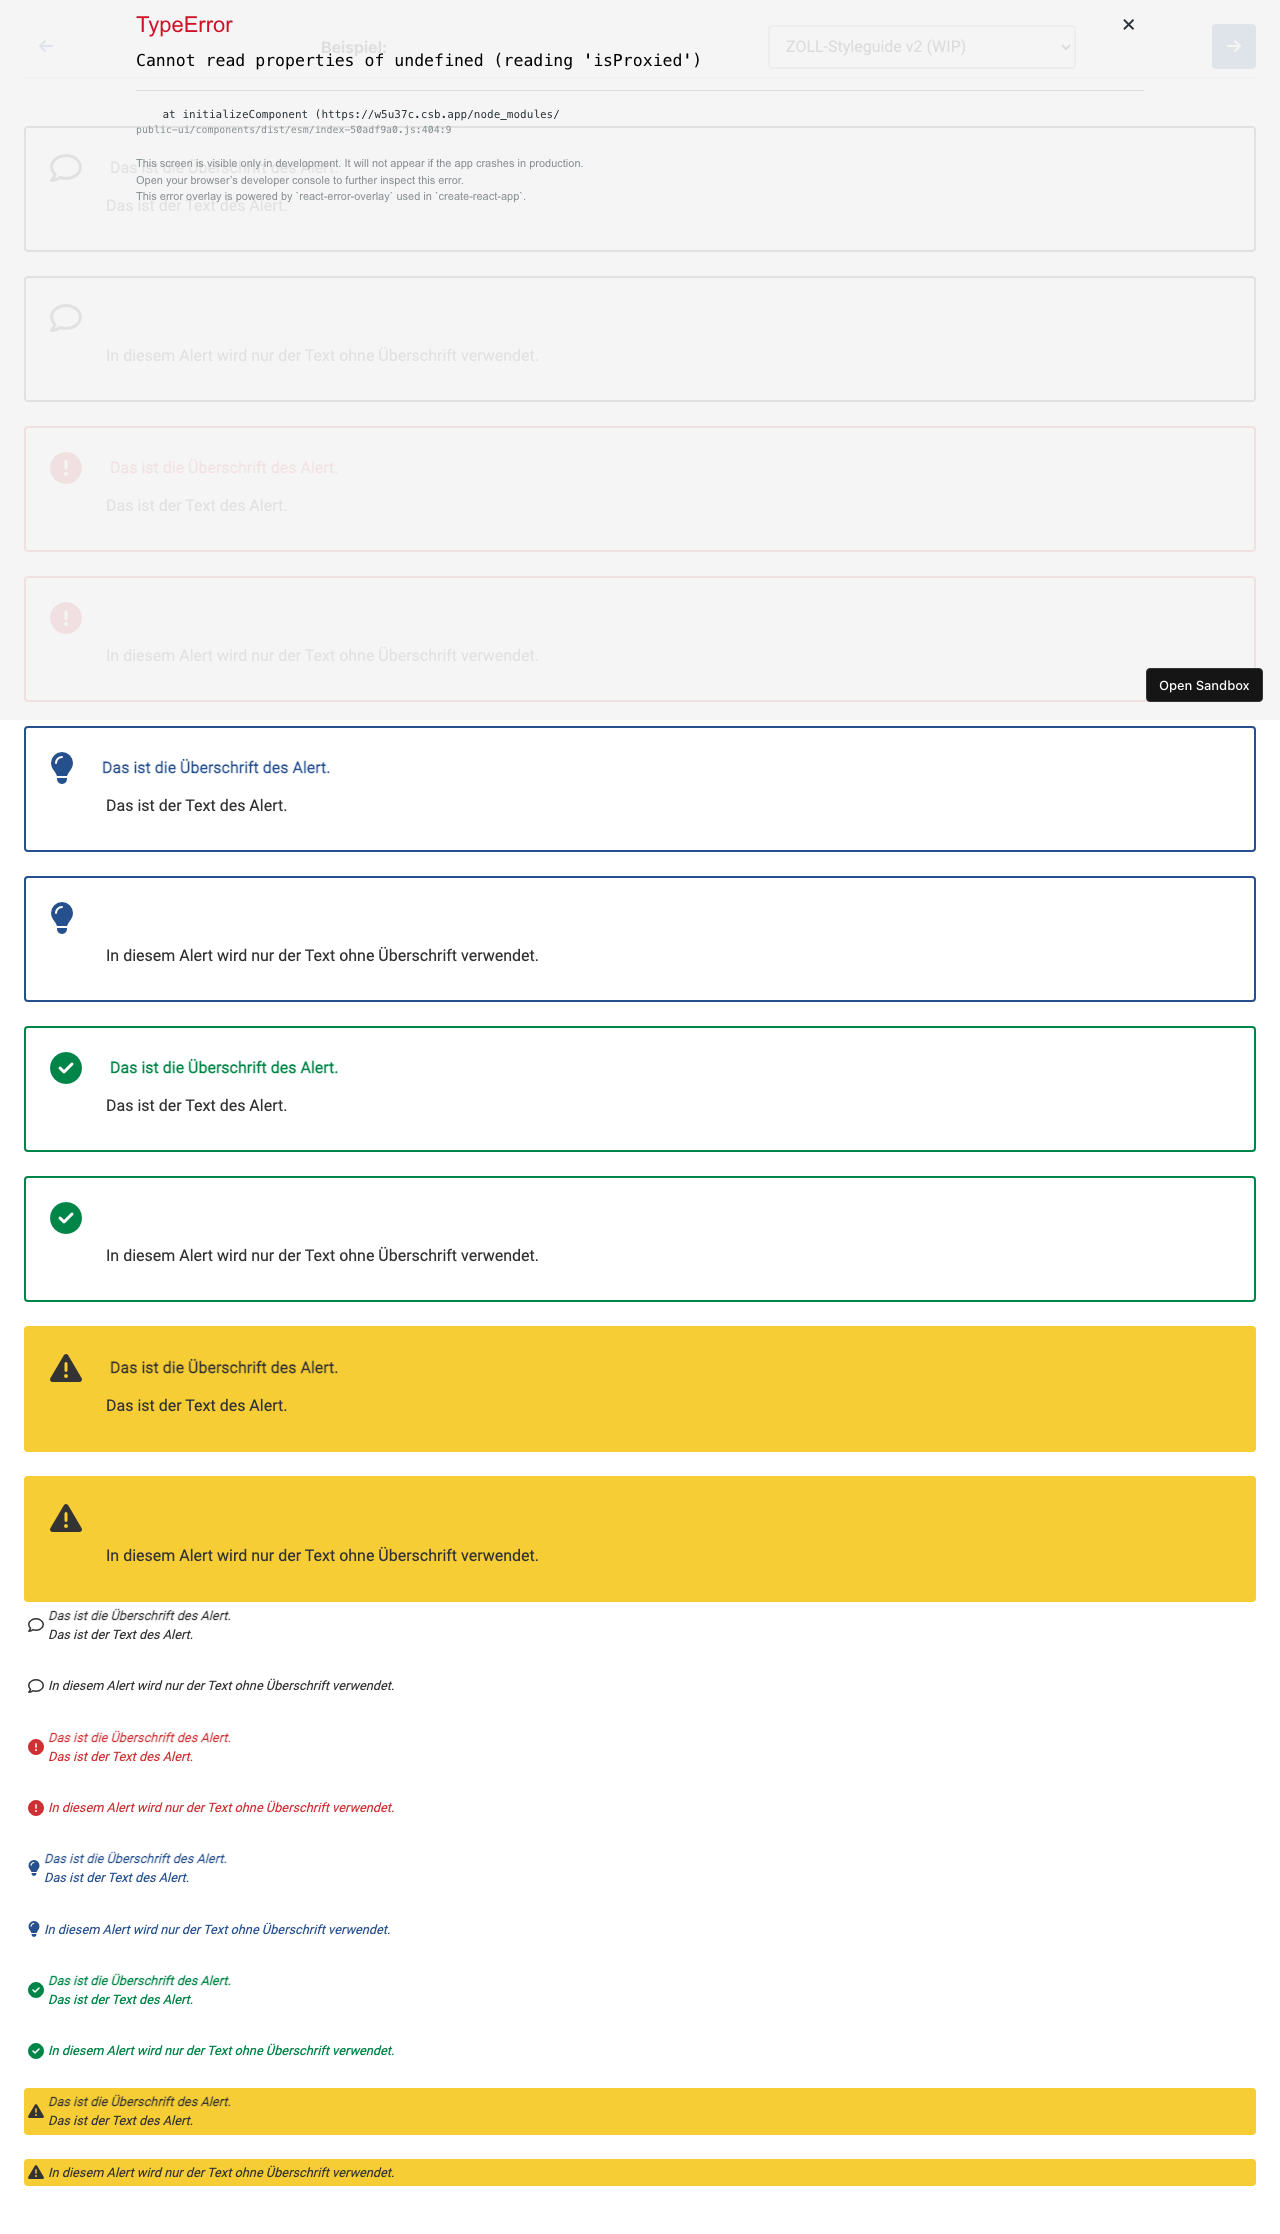 TypeError
Beispiel:
ZOLL-Styleguide v2 (WIP)
Cannot read properties of undefined (reading 'isProxied')
at initializeComponent (https://w5u37c.csb.app/node_modules/
public-ui/components/dist/esm/index-50adf9a0.js:404:9
Das ist die Überschrift des Alert.
This screen is visible only in development. It will not appear if the app crashes in production.
Open your browser's developer console to further inspect this error.
This error overlay is powered by `react-error-overlay` used in `create-react-app`.
Das ist der Text des Alert.
In diesem Alert wird nur der Text ohne Überschrift verwendet.
Das ist die Überschrift des Alert.
Das ist der Text des Alert.
In diesem Alert wird nur der Text ohne Überschrift verwendet.
Open Sandbox
Das ist die Überschrift des Alert.
Das ist der Text des Alert.
In diesem Alert wird nur der Text ohne Überschrift verwendet.
Das ist die Überschrift des Alert.
Das ist der Text des Alert.
In diesem Alert wird nur der Text ohne Überschrift verwendet.
Das ist die Überschrift des Alert.
Das ist der Text des Alert.
In diesem Alert wird nur der Text ohne Überschrift verwendet.
Das ist die Überschrift des Alert.
Das ist der Text des Alert.
In diesem Alert wird nur der Text ohne Überschrift verwendet.
Das ist die Überschrift des Alert.
Das ist der Text des Alert.
In diesem Alert wird nur der Text ohne Überschrift verwendet.
Das ist die Überschrift des Alert.
Das ist der Text des Alert.
In diesem Alert wird nur der Text ohne Überschrift verwendet.
Das ist die Überschrift des Alert.
Das ist der Text des Alert.
In diesem Alert wird nur der Text ohne Überschrift verwendet.
Das ist die Überschrift des Alert.
Das ist der Text des Alert.
In diesem Alert wird nur der Text ohne Überschrift verwendet.